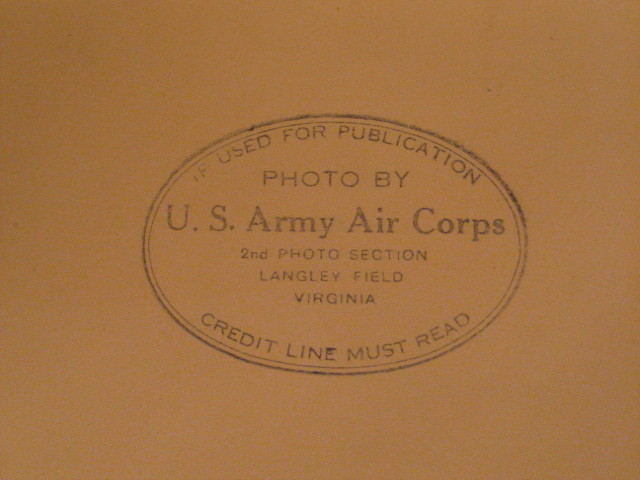 IF USED FOR PUBLICATION
PHOTO BY
U. S. Army Air Corps
2nd PHOTO SECTION
LANGLEY FIELD
VIRGINIA
CREDIT LINE MUST READ